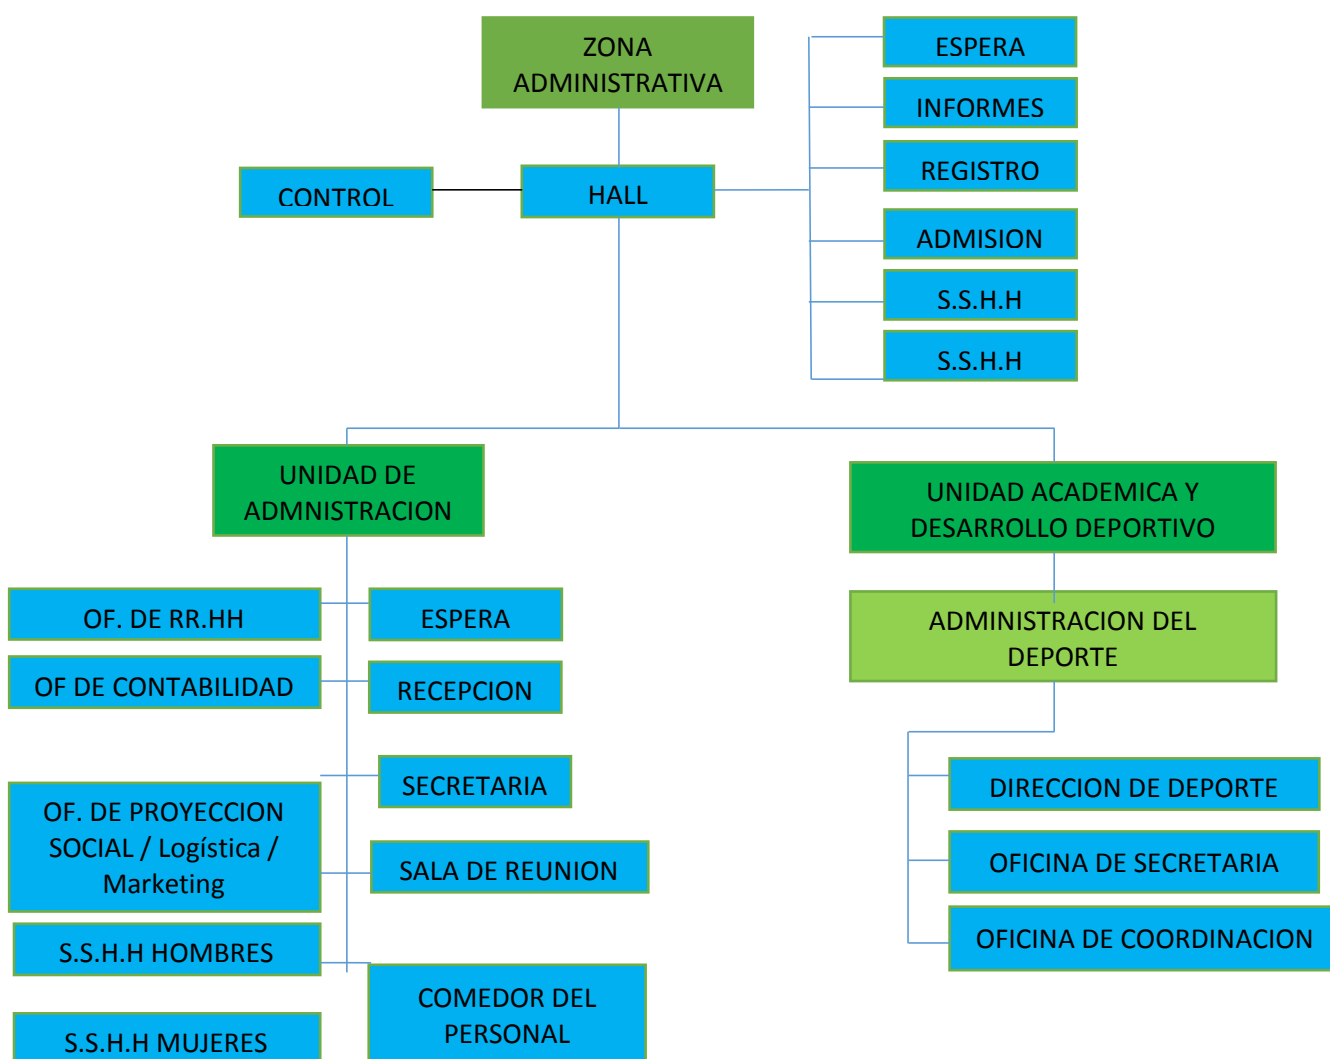 ZONA
ADMINISTRATIVA
ESPERA
INFORMES
REGISTRO
CONTROL
HALL
ADMISION
S.S.H.H
S.S.H.H
UNIDAD DE
ADMNISTRACION
UNIDAD ACADEMICA Y
DESARROLLO DEPORTIVO
OF. DE RR.HH
ESPERA
OF DE CONTABILIDAD
RECEPCION
SECRETARIA
OF. DE PROYECCION
SOCIAL / Logística /
Marketing
SALA DE REUNION
S.S.H.H HOMBRES
COMEDOR DEL
PERSONAL
S.S.H.H MUJERES
ADMINISTRACION DEL
DEPORTE
DIRECCION DE DEPORTE
OFICINA DE SECRETARIA
OFICINA DE COORDINACION